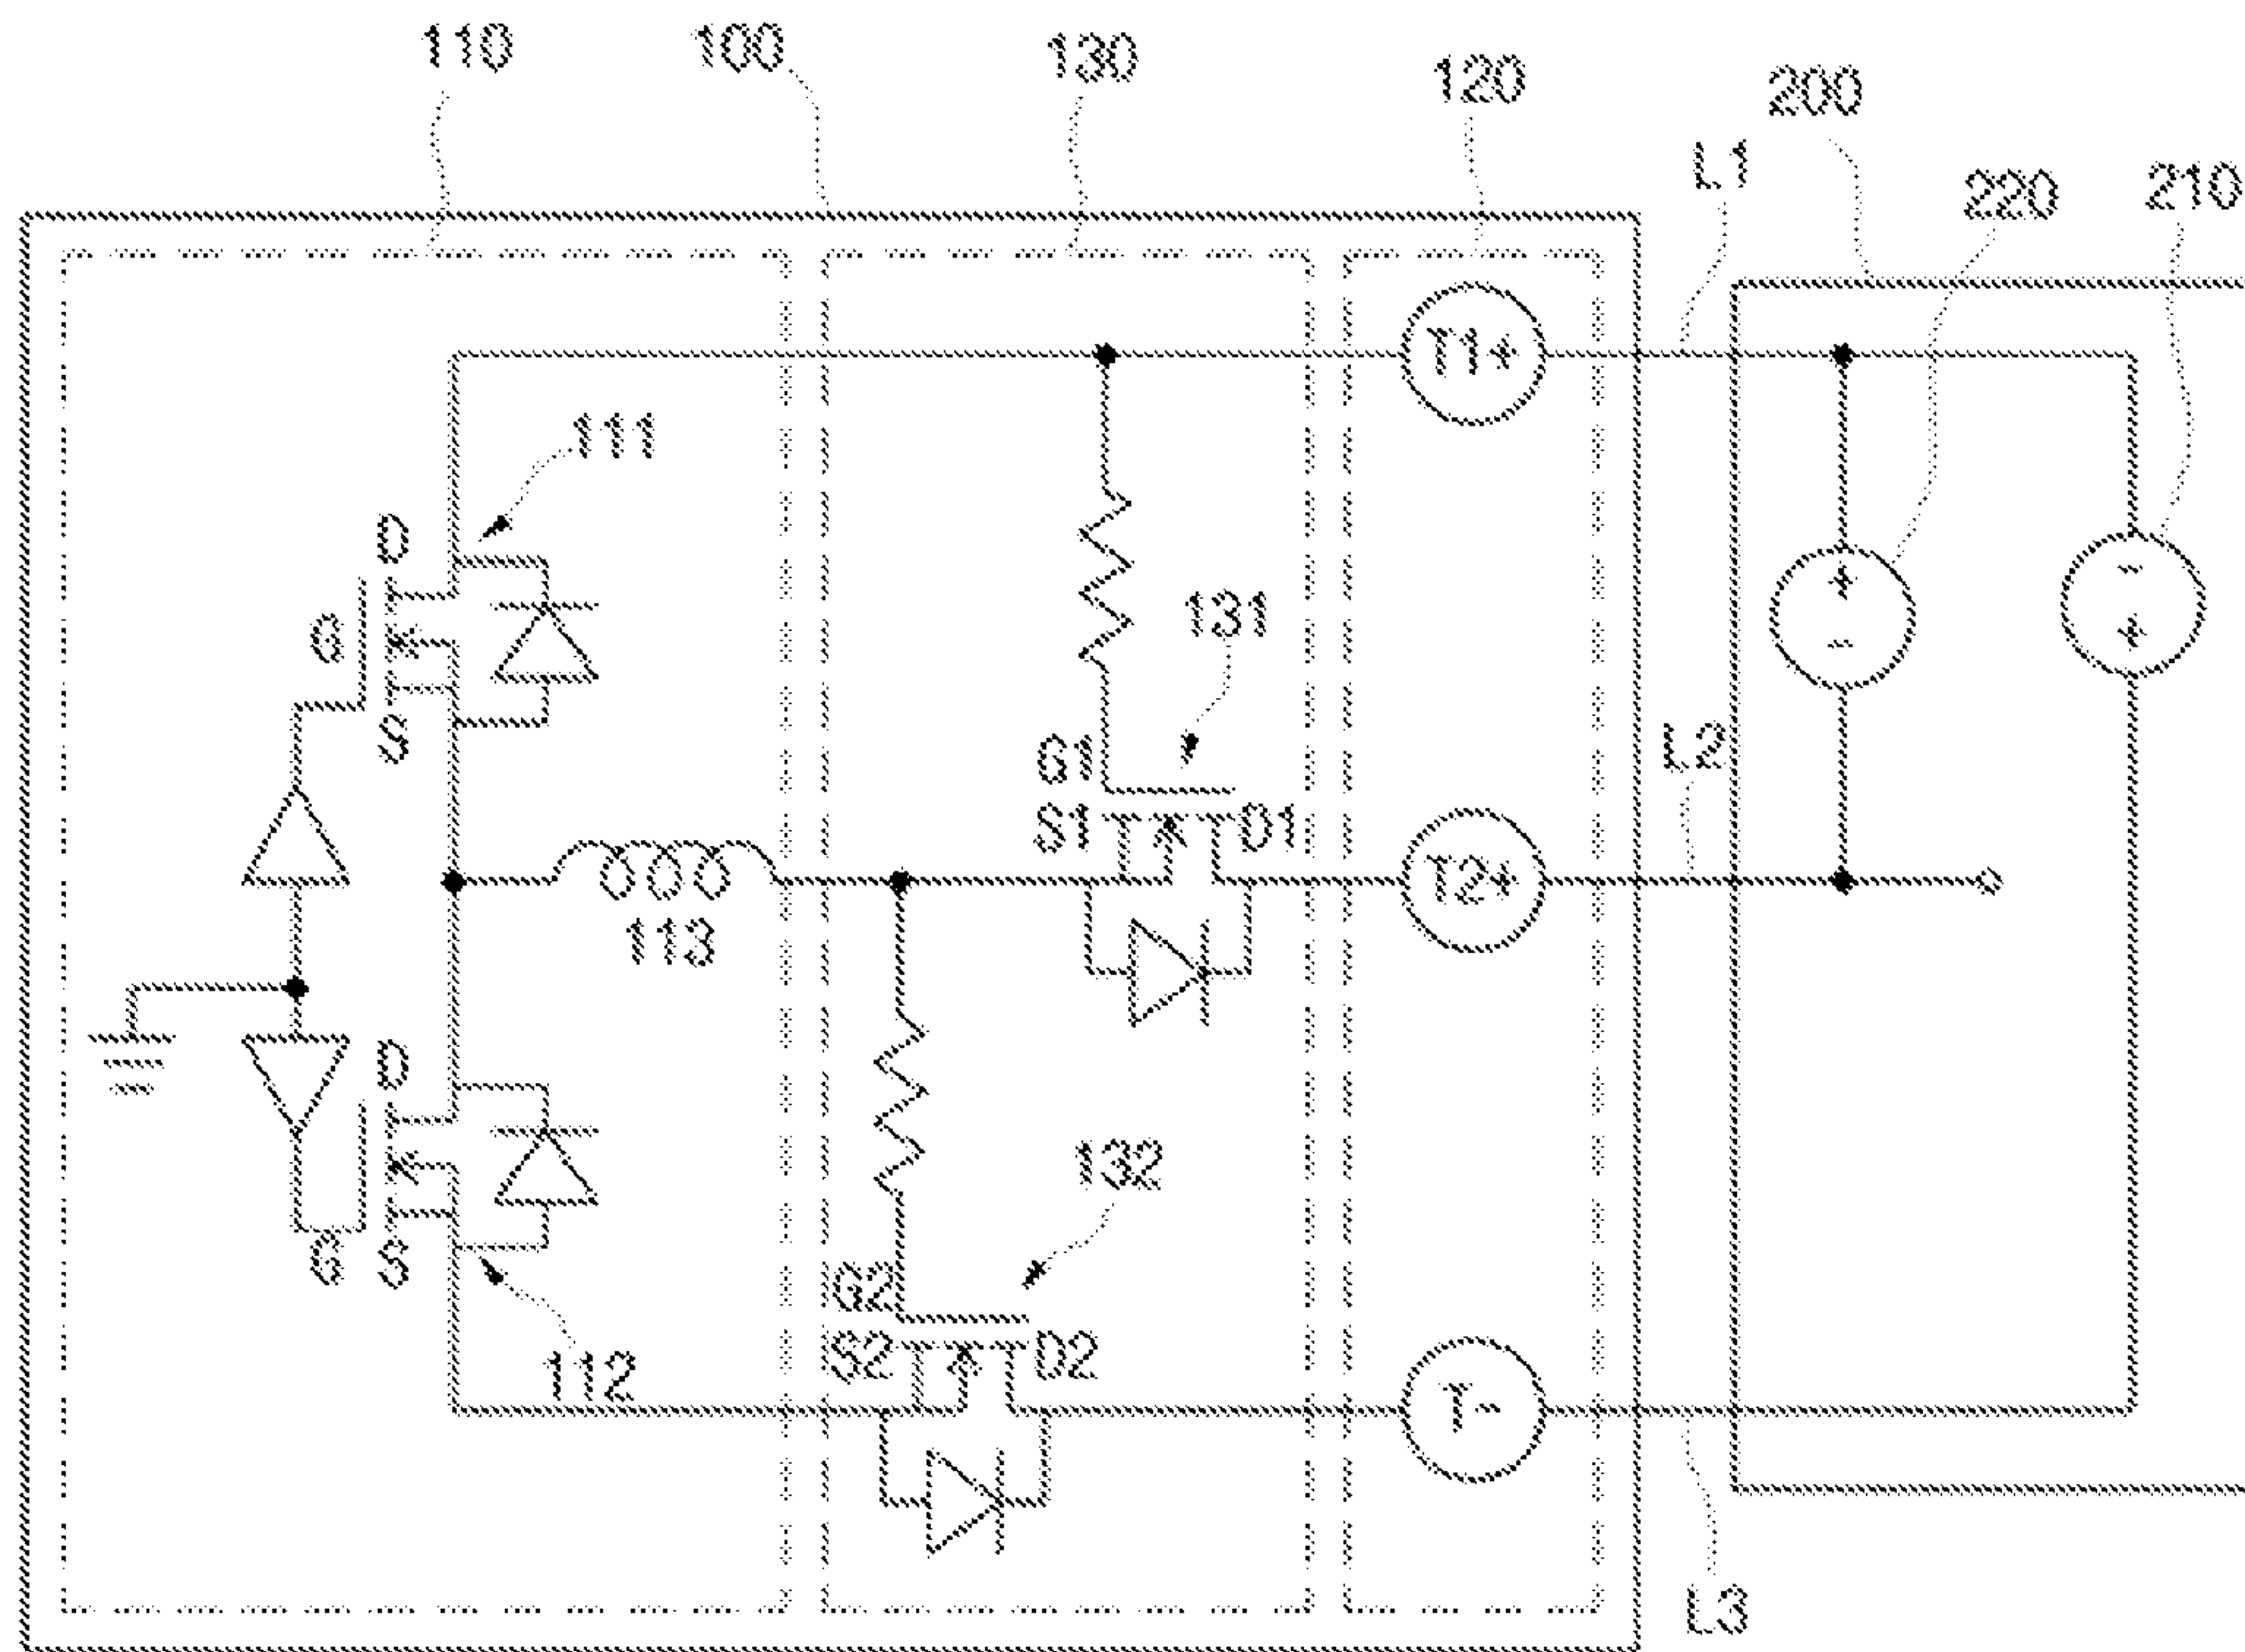 110
100
130
120
200
L1
220
210
T1+
111
D
G
S
+
-
-
+
131
G1
S1
D1
L2
T2+
113
D
G
S
132
G2
S2
D2
112
T-
L3